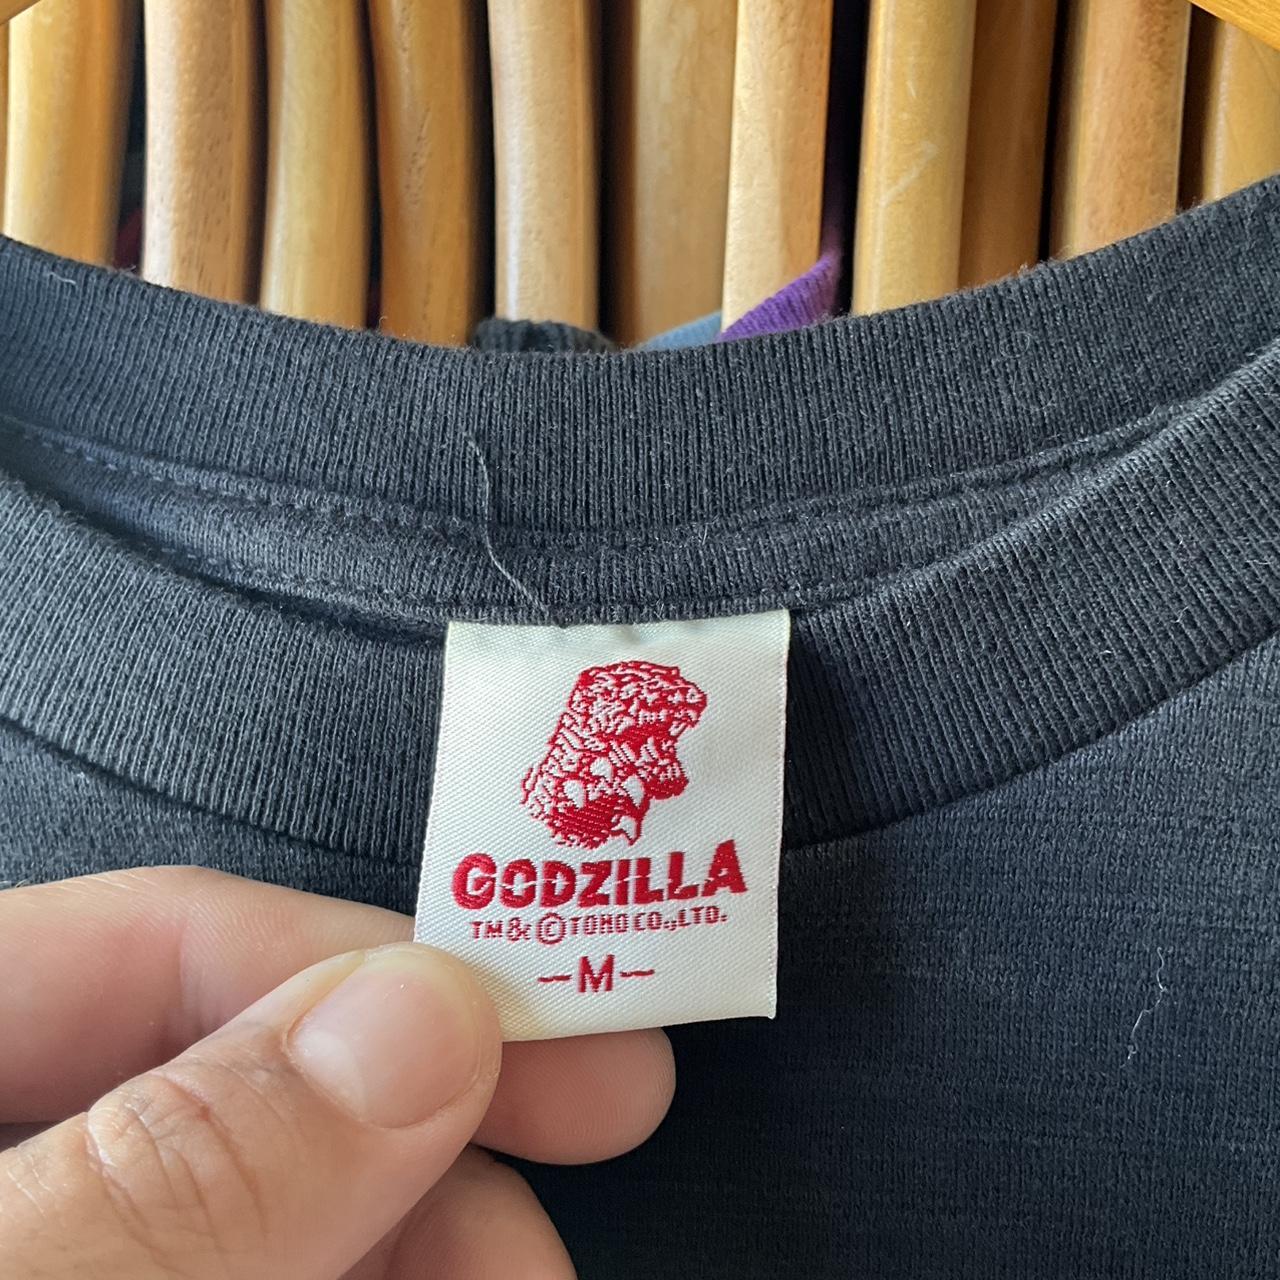 GODZILLA
TM & © TOHO CO.,LTD.
-M-